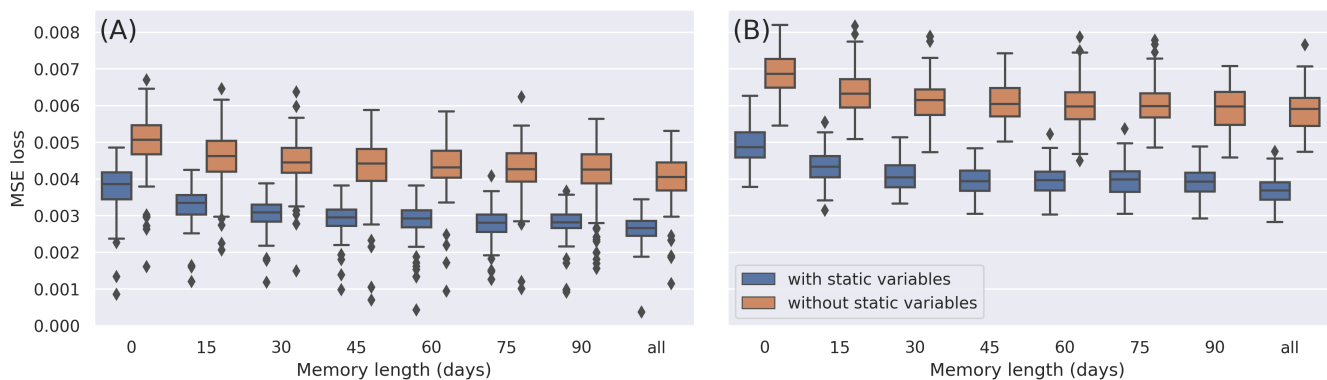 (A)
(B)
0.008
0.007
0.006
0.005
0.004
0.003
0.002
0.001
0.000
MSE loss
0 15 30 45 60 75 90 all
Memory length (days)
with static variables
without static variables
0 15 30 45 60 75 90 all
Memory length (days)